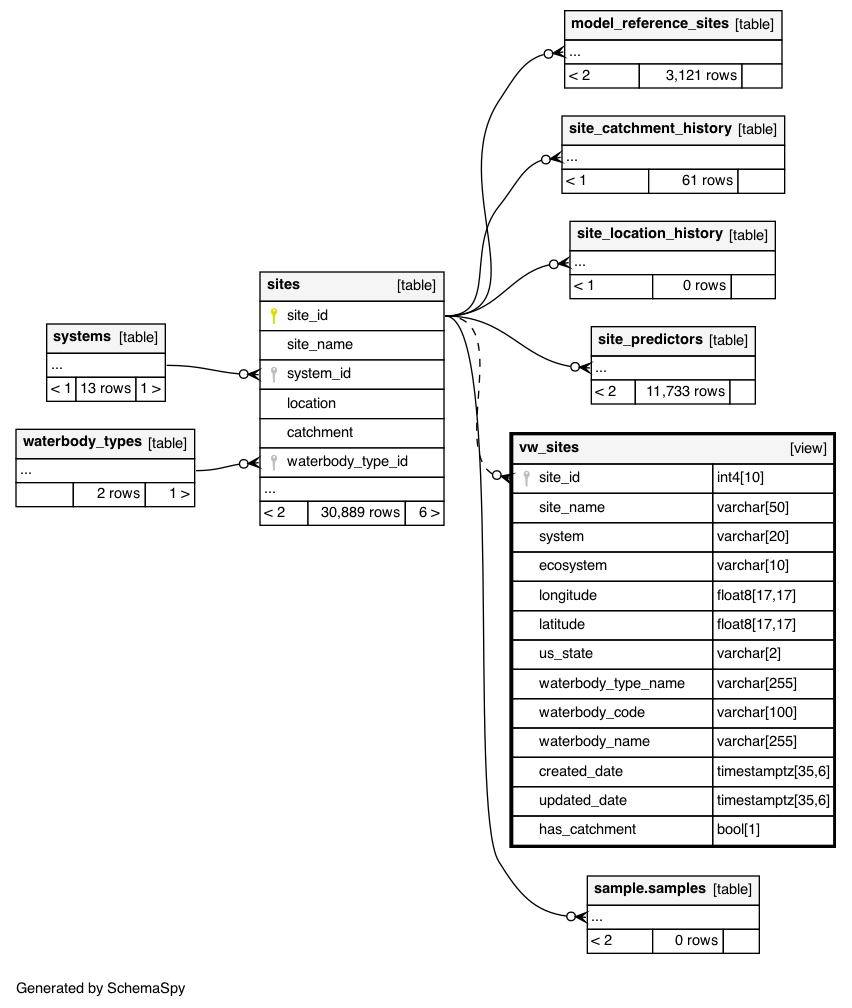 model_reference_sites [table]
...
< 2 3,121 rows
site_catchment_history [table]
...
< 1 61 rows
site_location_history [table]
...
< 1 0 rows
sites [table]
site_id
site_name
system_id
location
catchment
waterbody_type_id
...
< 2 30,889 rows 6 >
systems [table]
...
< 1 13 rows 1 >
waterbody_types [table]
...
2 rows 1 >
site_predictors [table]
...
< 2 11,733 rows
vw_sites [view]
site_id int4[10]
site_name varchar[50]
system varchar[20]
ecosystem varchar[10]
longitude float8[17,17]
latitude float8[17,17]
us_state varchar[2]
waterbody_type_name varchar[255]
waterbody_code varchar[100]
waterbody_name varchar[255]
created_date timestamptz[35,6]
updated_date timestamptz[35,6]
has_catchment bool[1]
sample.samples [table]
...
< 2 0 rows
Generated by SchemaSpy